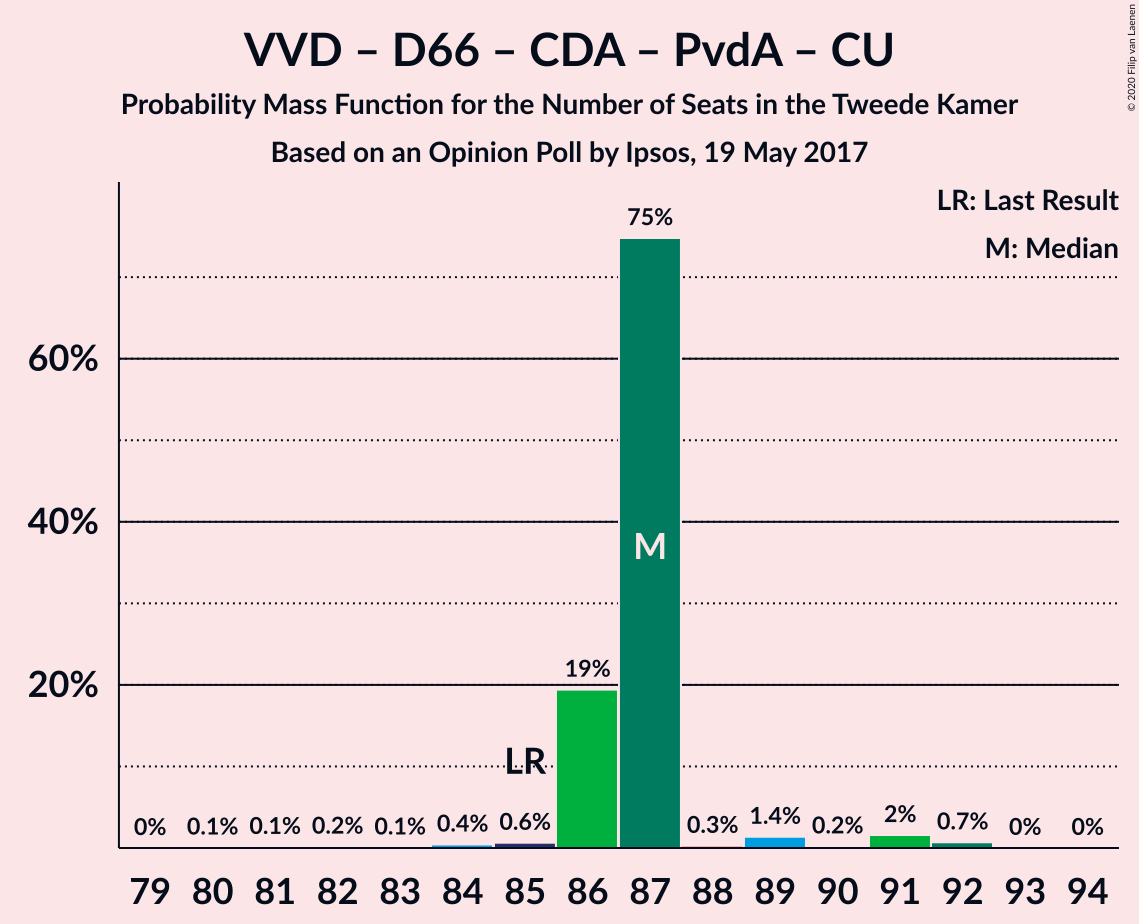 VVD – D66 – CDA – PvdA – CU
Probability Mass Function for the Number of Seats in the Tweede Kamer
Based on an Opinion Poll by Ipsos, 19 May 2017
© 2020 Filip van Laenen
LR: Last Result
M: Median
60%
40%
20%
0% 0.1% 0.1% 0.2% 0.1% 0.4% 0.6% 19% 75% 0.3% 1.4% 0.2% 2% 0.7% 0% 0%
LR
M
79 80 81 82 83 84 85 86 87 88 89 90 91 92 93 94